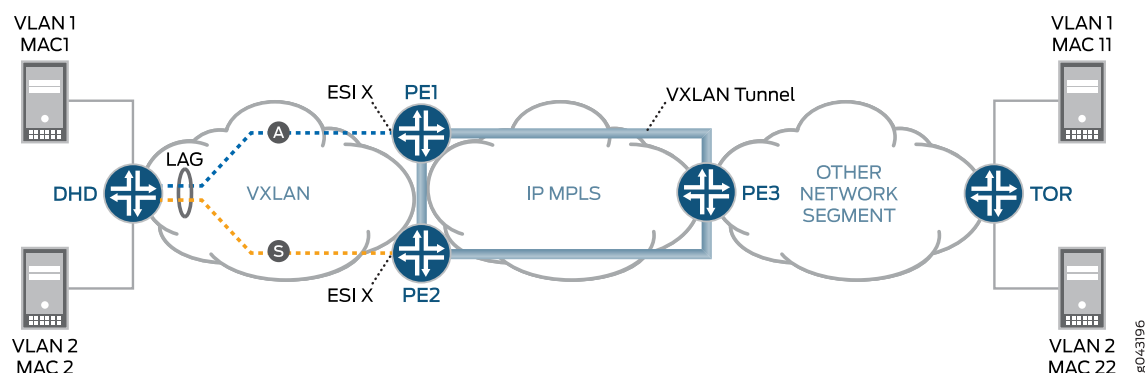 VLAN 1
MAC1
VLAN 2
MAC 2
DHD
LAG
A
S
VXLAN
ESI X
PE1
ESI X
PE2
IP MPLS
VXLAN Tunnel
PE3
OTHER
NETWORK
SEGMENT
TOR
VLAN 1
MAC 11
VLAN 2
MAC 22
g043196